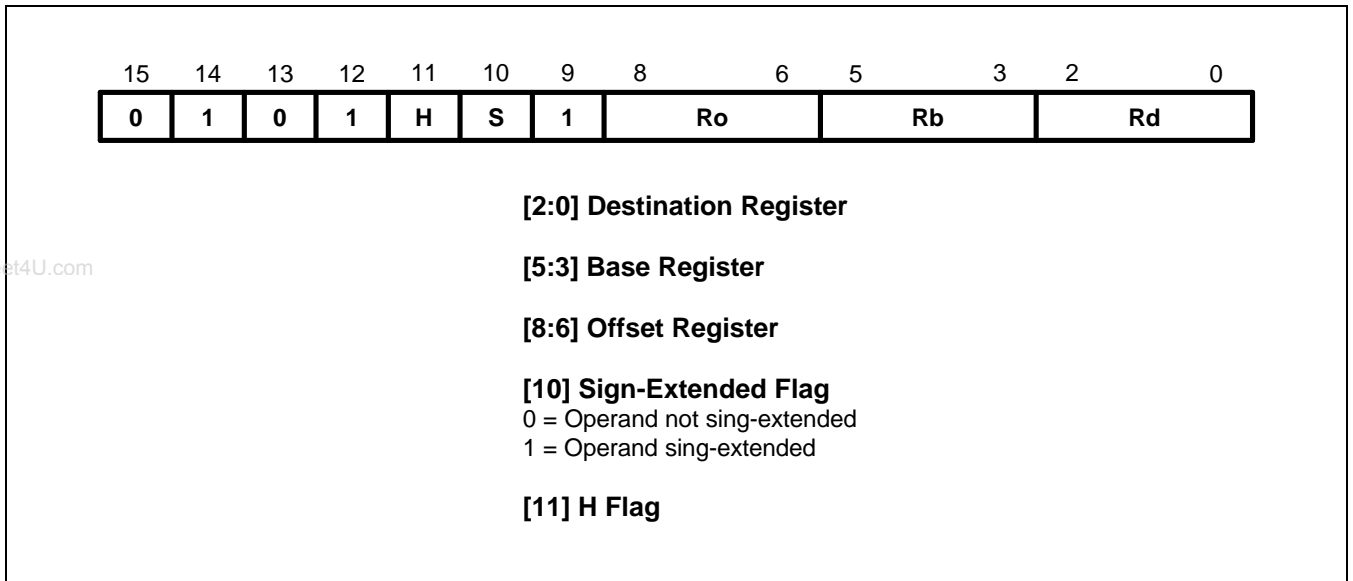 15 14 13 12 11 10 9 8 6 5 3 2 0
0 1 0 1 H S 1 Ro Rb Rd
[2:0] Destination Register
[5:3] Base Register
et4U.com
[8:6] Offset Register
[10] Sign-Extended Flag
0 = Operand not sing-extended
1 = Operand sing-extended
[11] H Flag